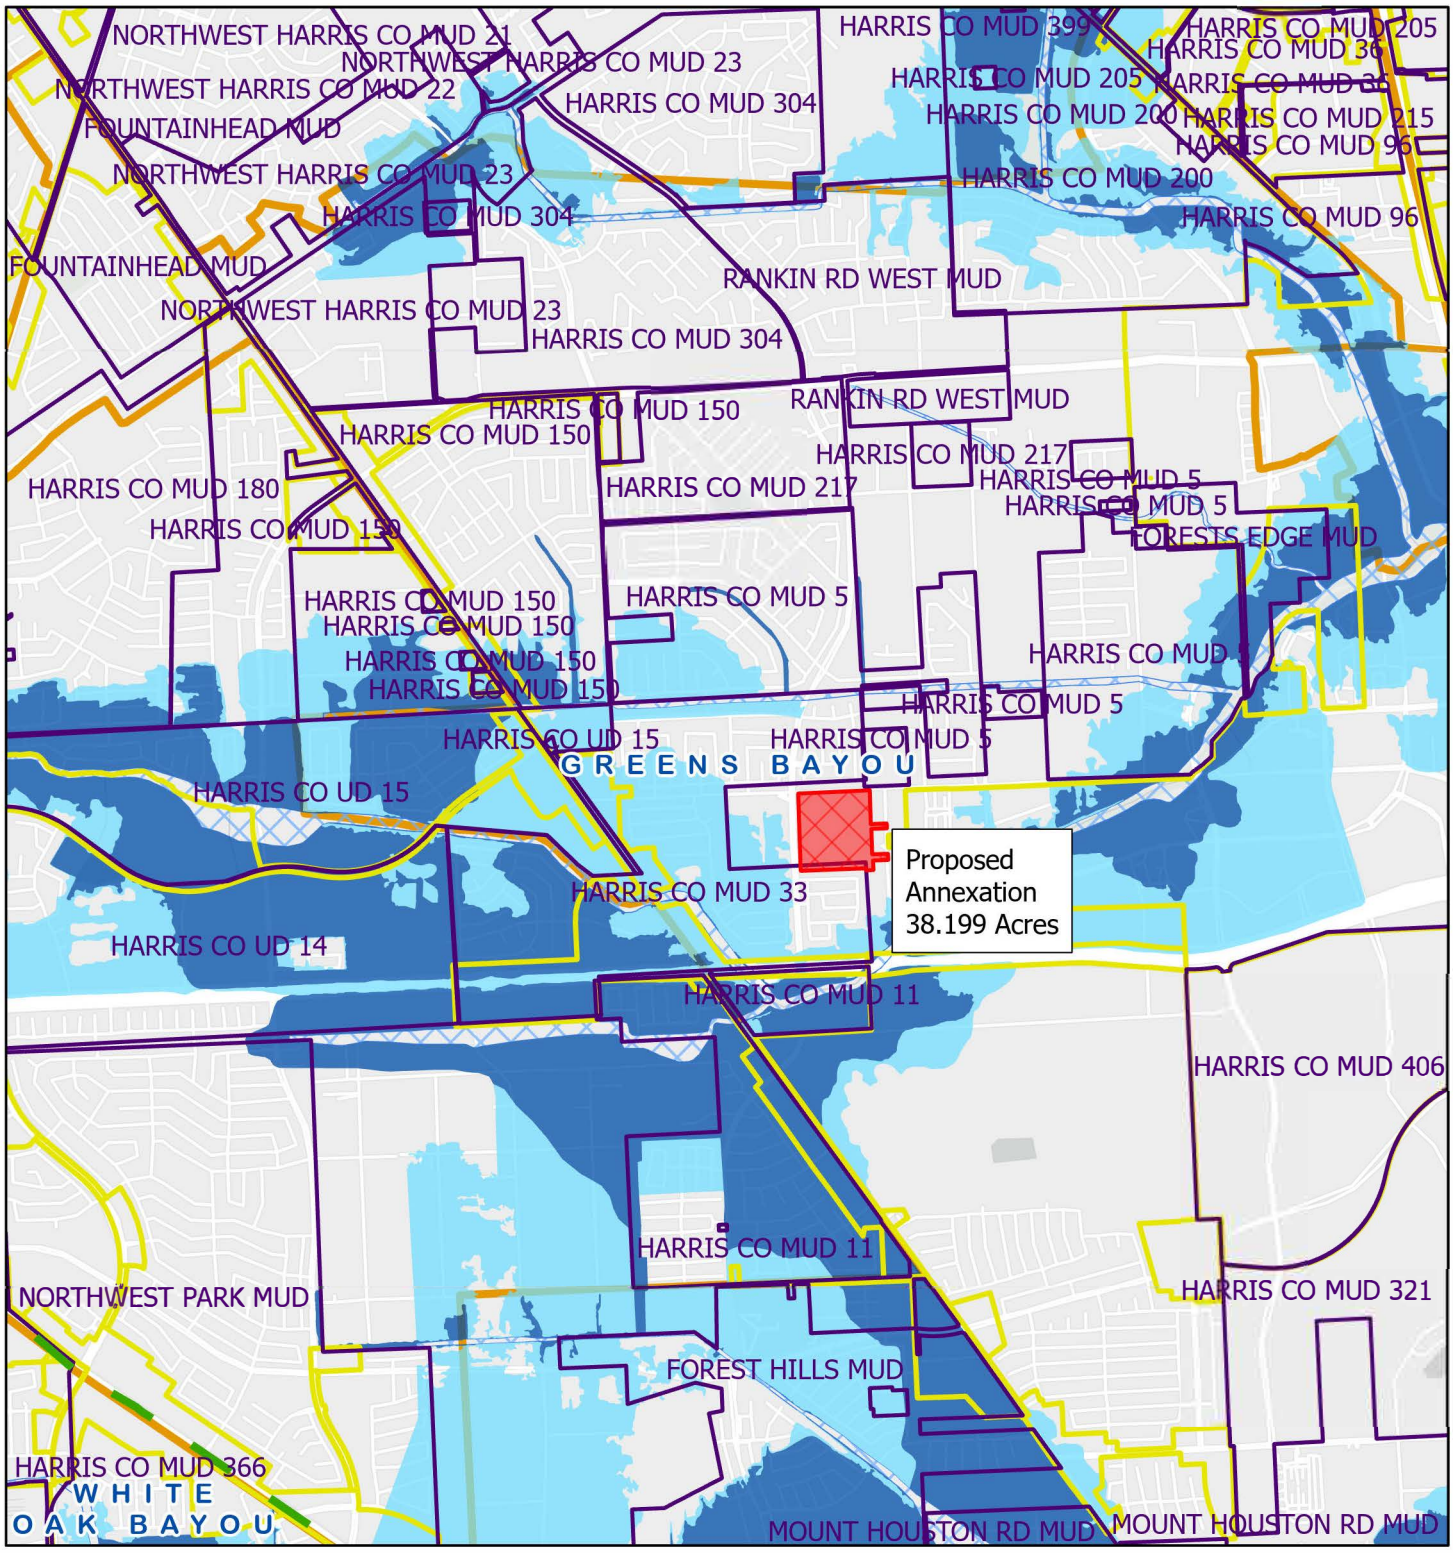 NORTHWEST HARRIS CO MUD 21
HARRIS CO MUD 399
HARRIS CO MUD 205
HARRIS CO MUD 36
NORTHWEST HARRIS CO MUD 23
HARRIS CO MUD 205
HARRIS CO MUD 36
NORTHWEST HARRIS CO MUD 22
HARRIS CO MUD 304
HARRIS CO MUD 200
HARRIS CO MUD 215
FOUNTAINHEAD MUD
HARRIS CO MUD 96
NORTHWEST HARRIS CO MUD 23
HARRIS CO MUD 200
HARRIS CO MUD 304
HARRIS CO MUD 96
FOUNTAINHEAD MUD
RANKIN RD WEST MUD
NORTHWEST HARRIS CO MUD 23
HARRIS CO MUD 304
RANKIN RD WEST MUD
HARRIS CO MUD 150
HARRIS CO MUD 150
HARRIS CO MUD 217
HARRIS CO MUD 5
HARRIS CO MUD 180
HARRIS CO MUD 217
HARRIS CO MUD 5
HARRIS CO MUD 150
FORESTS EDGE MUD
HARRIS CO MUD 150
HARRIS CO MUD 5
HARRIS CO MUD 150
HARRIS CO MUD 150
HARRIS CO MUD 5
HARRIS CO MUD 150
HARRIS CO MUD 5
HARRIS CO UD 15
HARRIS CO MUD 5
GREENS BAYOU
HARRIS CO UD 15
Proposed
Annexation
38.199 Acres
HARRIS CO MUD 33
HARRIS CO UD 14
HARRIS CO MUD 11
HARRIS CO MUD 406
HARRIS CO MUD 11
NORTHWEST PARK MUD
HARRIS CO MUD 321
FOREST HILLS MUD
HARRIS CO MUD 366
WHITE
OAK BAYOU
MOUNT HOUSTON RD MUD
MOUNT HOUSTON RD MUD